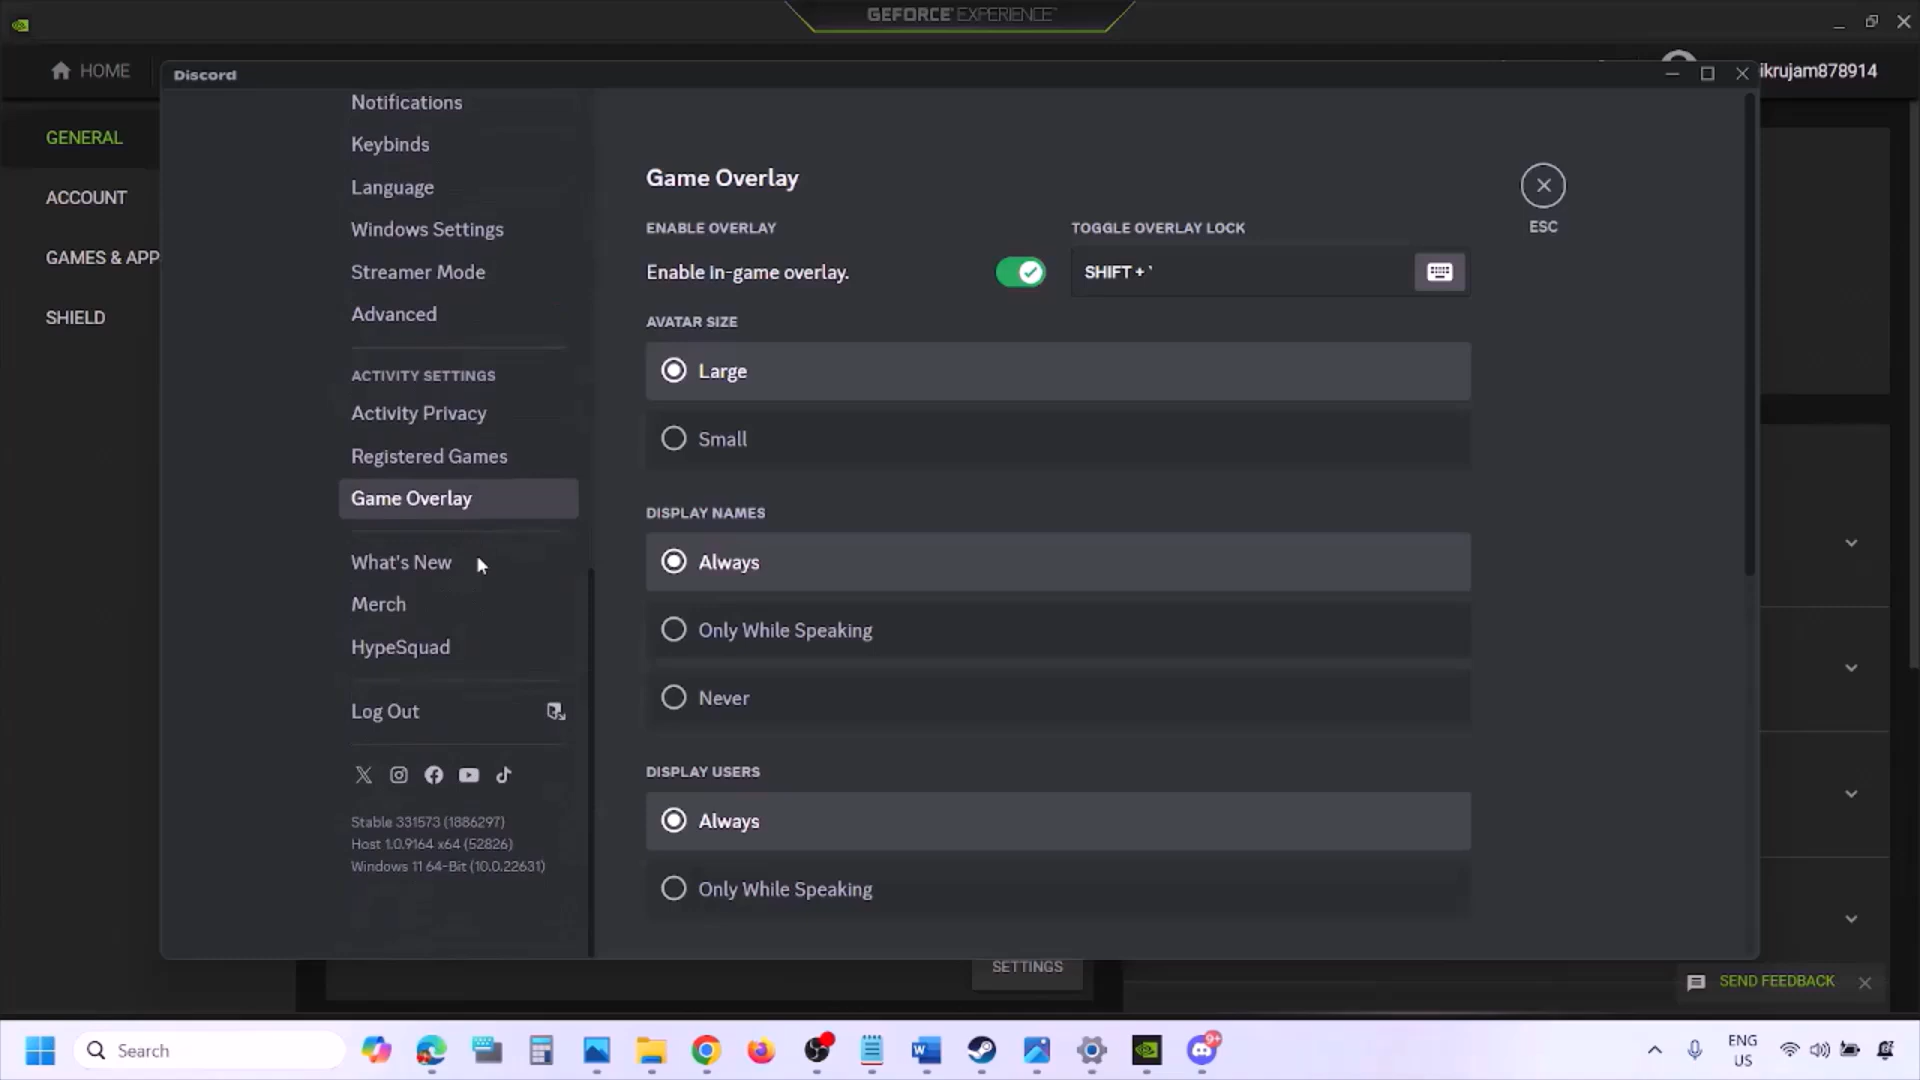 GEFORCE EXPERIENCE
HOME
ikrujam878914
Discord
GENERAL
ACCOUNT
GAMES & APP
SHIELD
Notifications
Keybinds
Language
Windows Settings
Streamer Mode
Advanced
ACTIVITY SETTINGS
Activity Privacy
Registered Games
Game Overlay
What's New
Merch
HypeSquad
Log Out
Stable 331573 (1886297)
Host 1.0.9164 x64 (52826)
Windows 11 64-Bit (10.0.22631)
Game Overlay
ESC
ENABLE OVERLAY
TOGGLE OVERLAY LOCK
Enable in-game overlay.
SHIFT + `
AVATAR SIZE
Large
Small
DISPLAY NAMES
Always
Only While Speaking
Never
DISPLAY USERS
Always
Only While Speaking
SETTINGS
SEND FEEDBACK
Search
9+
ENG
US